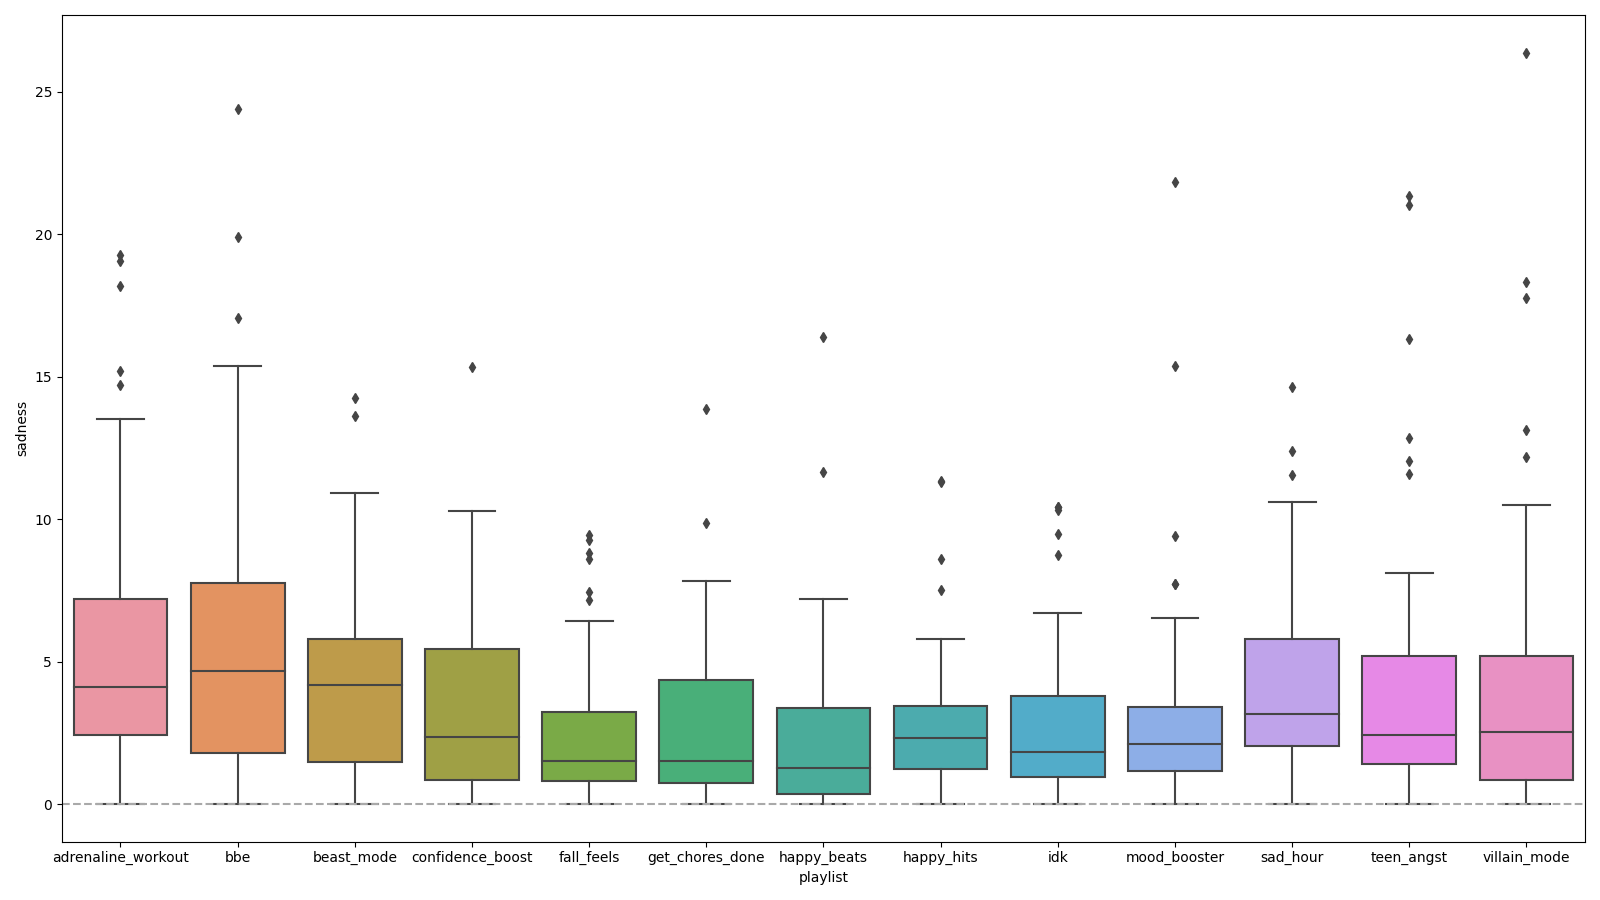 25
20
15
10
5
0
sadness
adrenaline_workout bbe beast_mode confidence_boost fall_feels get_chores_done happy_beats happy_hits idk mood_booster sad_hour teen_angst villain_mode
playlist